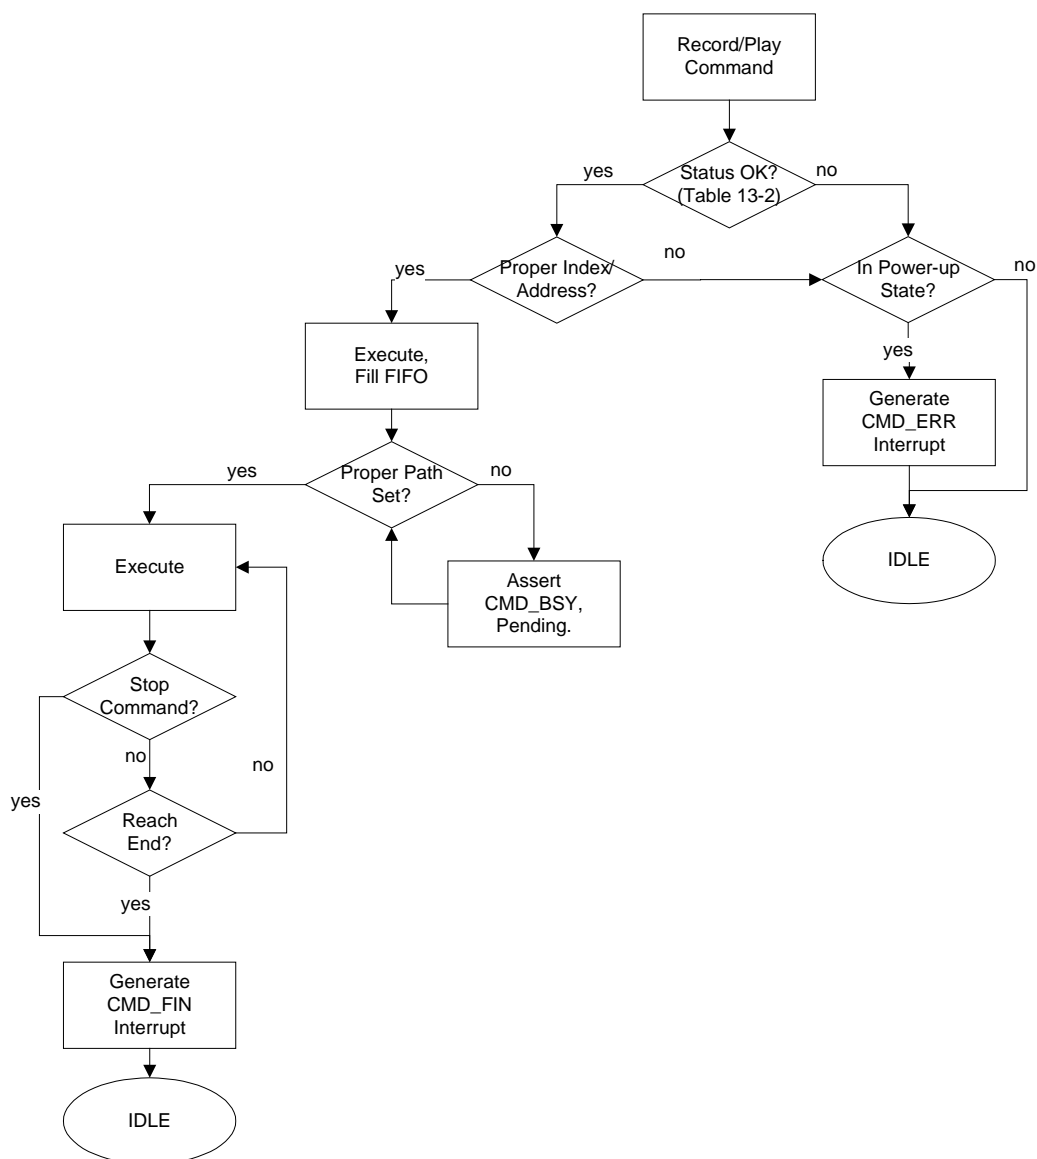 Record/Play
Command
yes
Status OK?
(Table 13-2)
no
yes
Proper Index/
Address?
no
In Power-up
State?
no
Execute,
Fill FIFO
yes
Generate
CMD_ERR
Interrupt
yes
Proper Path
Set?
no
Execute
Assert
CMD_BSY,
Pending.
IDLE
Stop
Command?
no
no
yes
Reach
End?
yes
Generate
CMD_FIN
Interrupt
IDLE